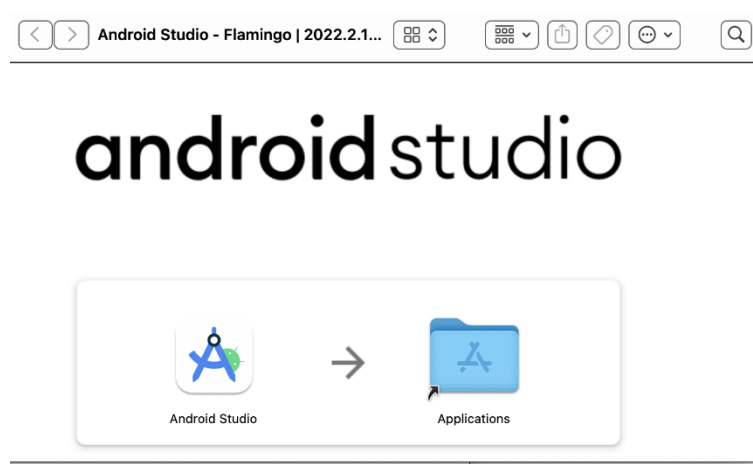 Android Studio - Flamingo | 2022.2.1...
android studio
Android Studio
Applications